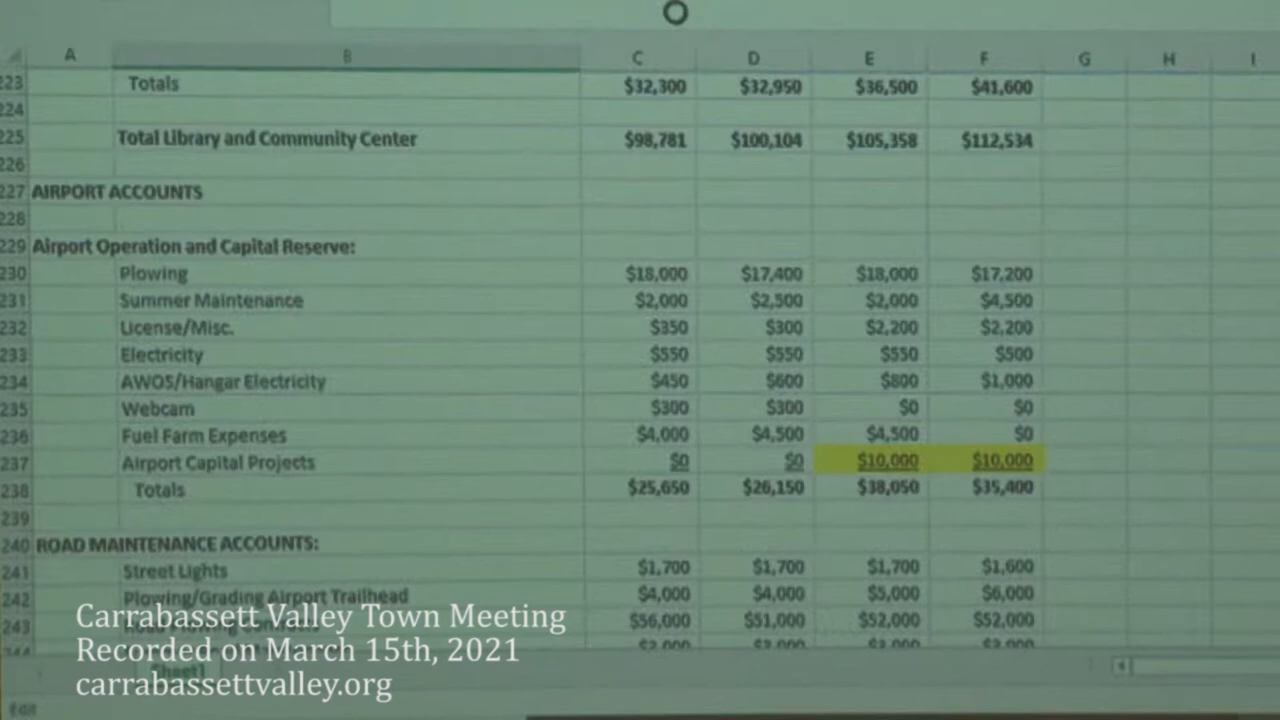 A B C D E F G H I
223 Totals $32,300 $32,950 $36,500 $41,600
224
225 Total Library and Community Center $98,781 $100,104 $105,358 $112,534
226
227 AIRPORT ACCOUNTS
228
229 Airport Operation and Capital Reserve:
230 Plowing $18,000 $17,400 $18,000 $17,200
231 Summer Maintenance $2,000 $2,500 $2,000 $4,500
232 License/Misc. $350 $300 $2,200 $2,200
233 Electricity $550 $550 $550 $500
234 AWOS/Hangar Electricity $450 $600 $800 $1,000
235 Webcam $300 $300 $0 $0
236 Fuel Farm Expenses $4,000 $4,500 $4,500 $0
237 Airport Capital Projects $0 $0 $10,000 $10,000
238 Totals $25,650 $26,150 $38,050 $35,400
239
240 ROAD MAINTENANCE ACCOUNTS:
241 Street Lights $1,700 $1,700 $1,700 $1,600
242 Plowing/Grading Airport Trailhead $4,000 $4,000 $5,000 $6,000
243 $56,000 $51,000 $52,000 $52,000
Carrabassett Valley Town Meeting
Recorded on March 15th, 2021
Sheet1
carrabassettvalley.org
Edit